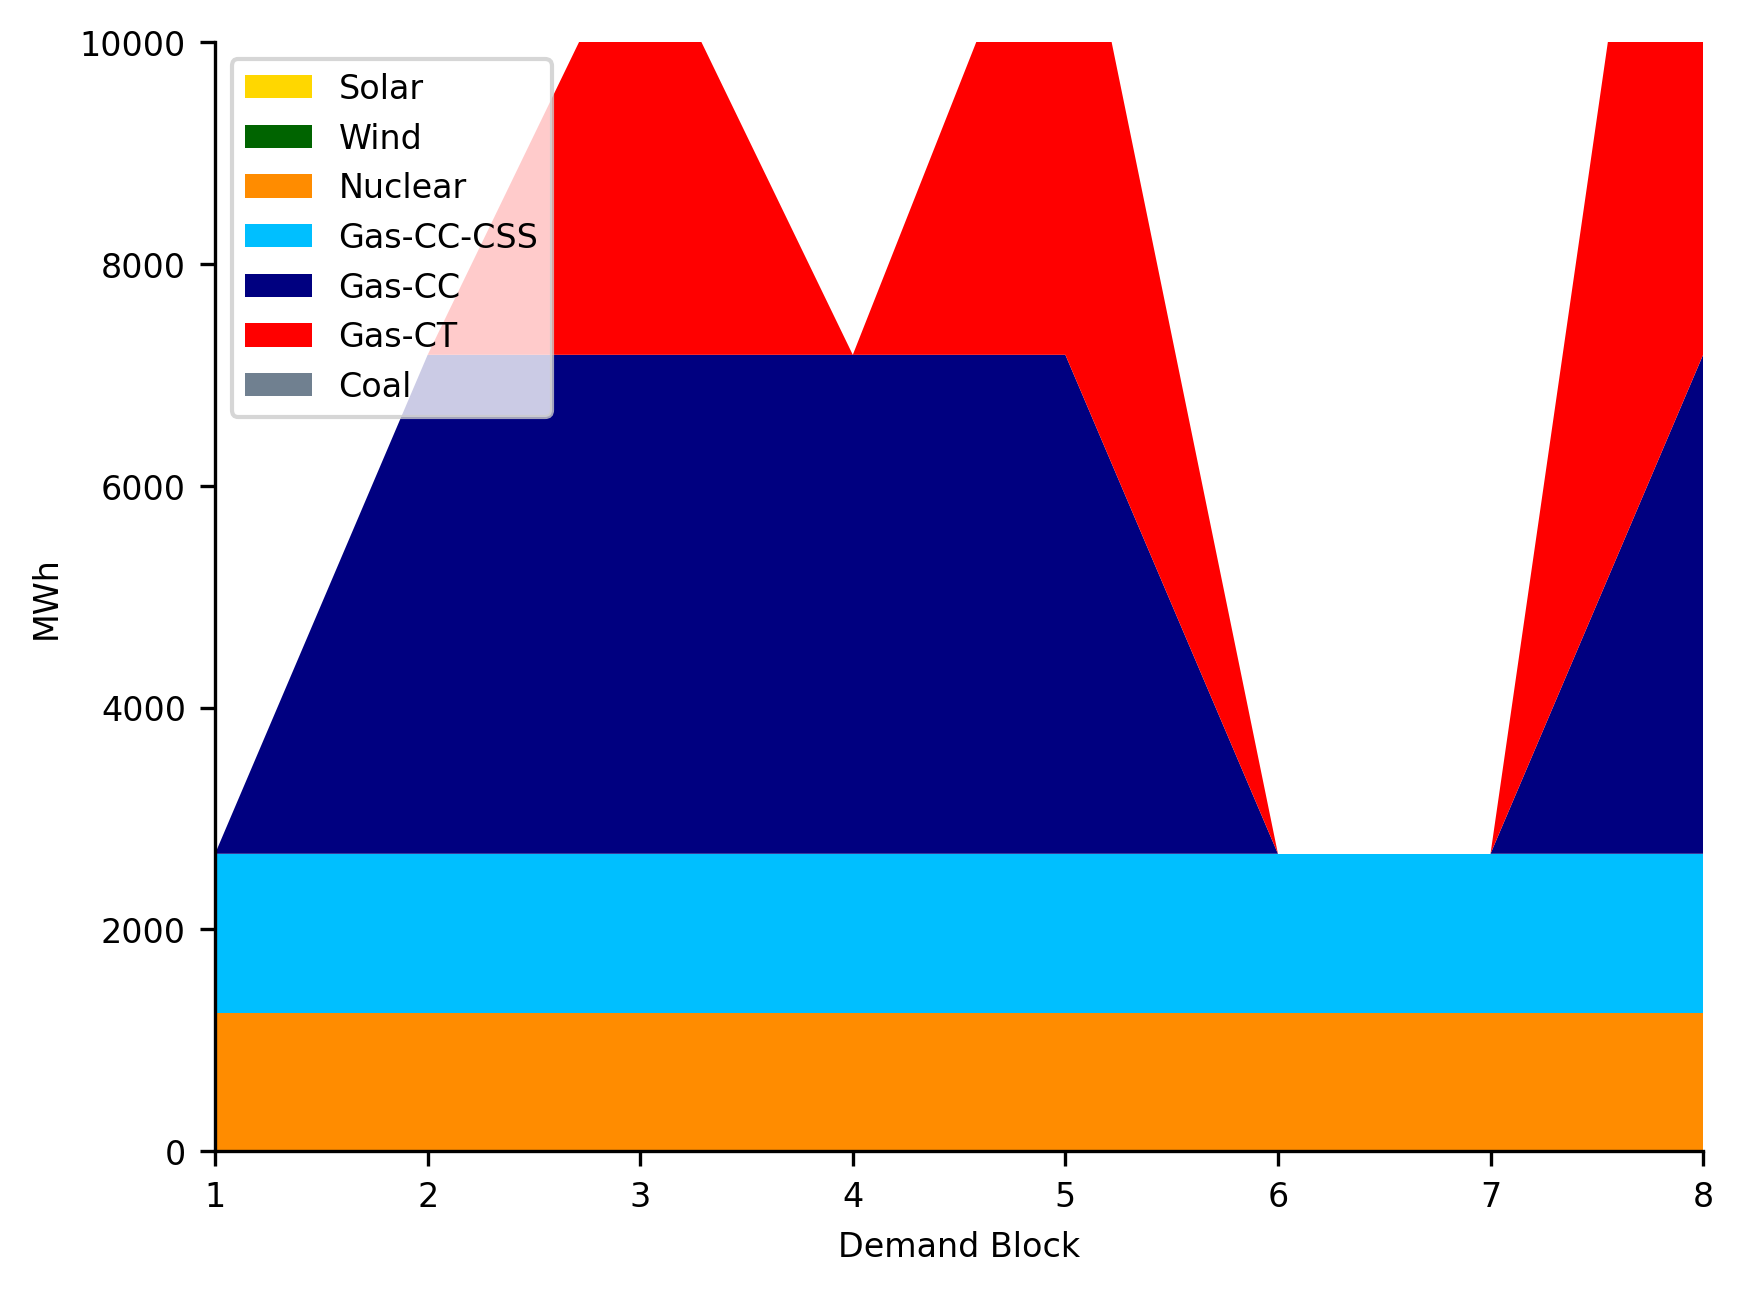 10000
8000
6000
4000
2000
0
MWh
Solar
Wind
Nuclear
Gas-CC-CSS
Gas-CC
Gas-CT
Coal
1 2 3 4 5 6 7 8
Demand Block